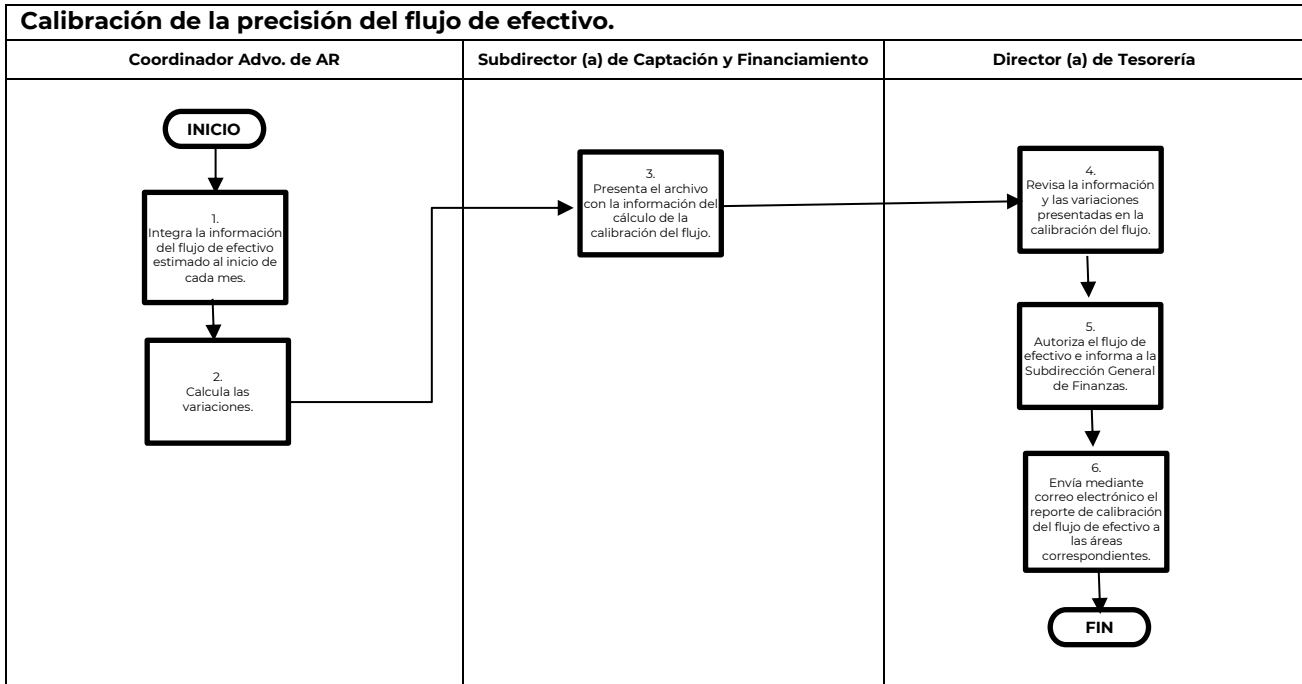 Calibración de la precisión del flujo de efectivo.
Coordinador Advo. de AR
Subdirector (a) de Captación y Financiamiento
Director (a) de Tesorería
INICIO
1.
Integra la información
del flujo de efectivo
estimado al inicio de
cada mes.
2.
Calcula las
variaciones.
3.
Presenta el archivo
con la información del
cálculo de la
calibración del flujo.
4.
Revisa la información
y las variaciones
presentadas en la
calibración del flujo.
5.
Autoriza el flujo de
efectivo e informa a la
Subdirección General
de Finanzas.
6.
Envía mediante
correo electrónico el
reporte de calibración
del flujo de efectivo a
las áreas
correspondientes.
FIN